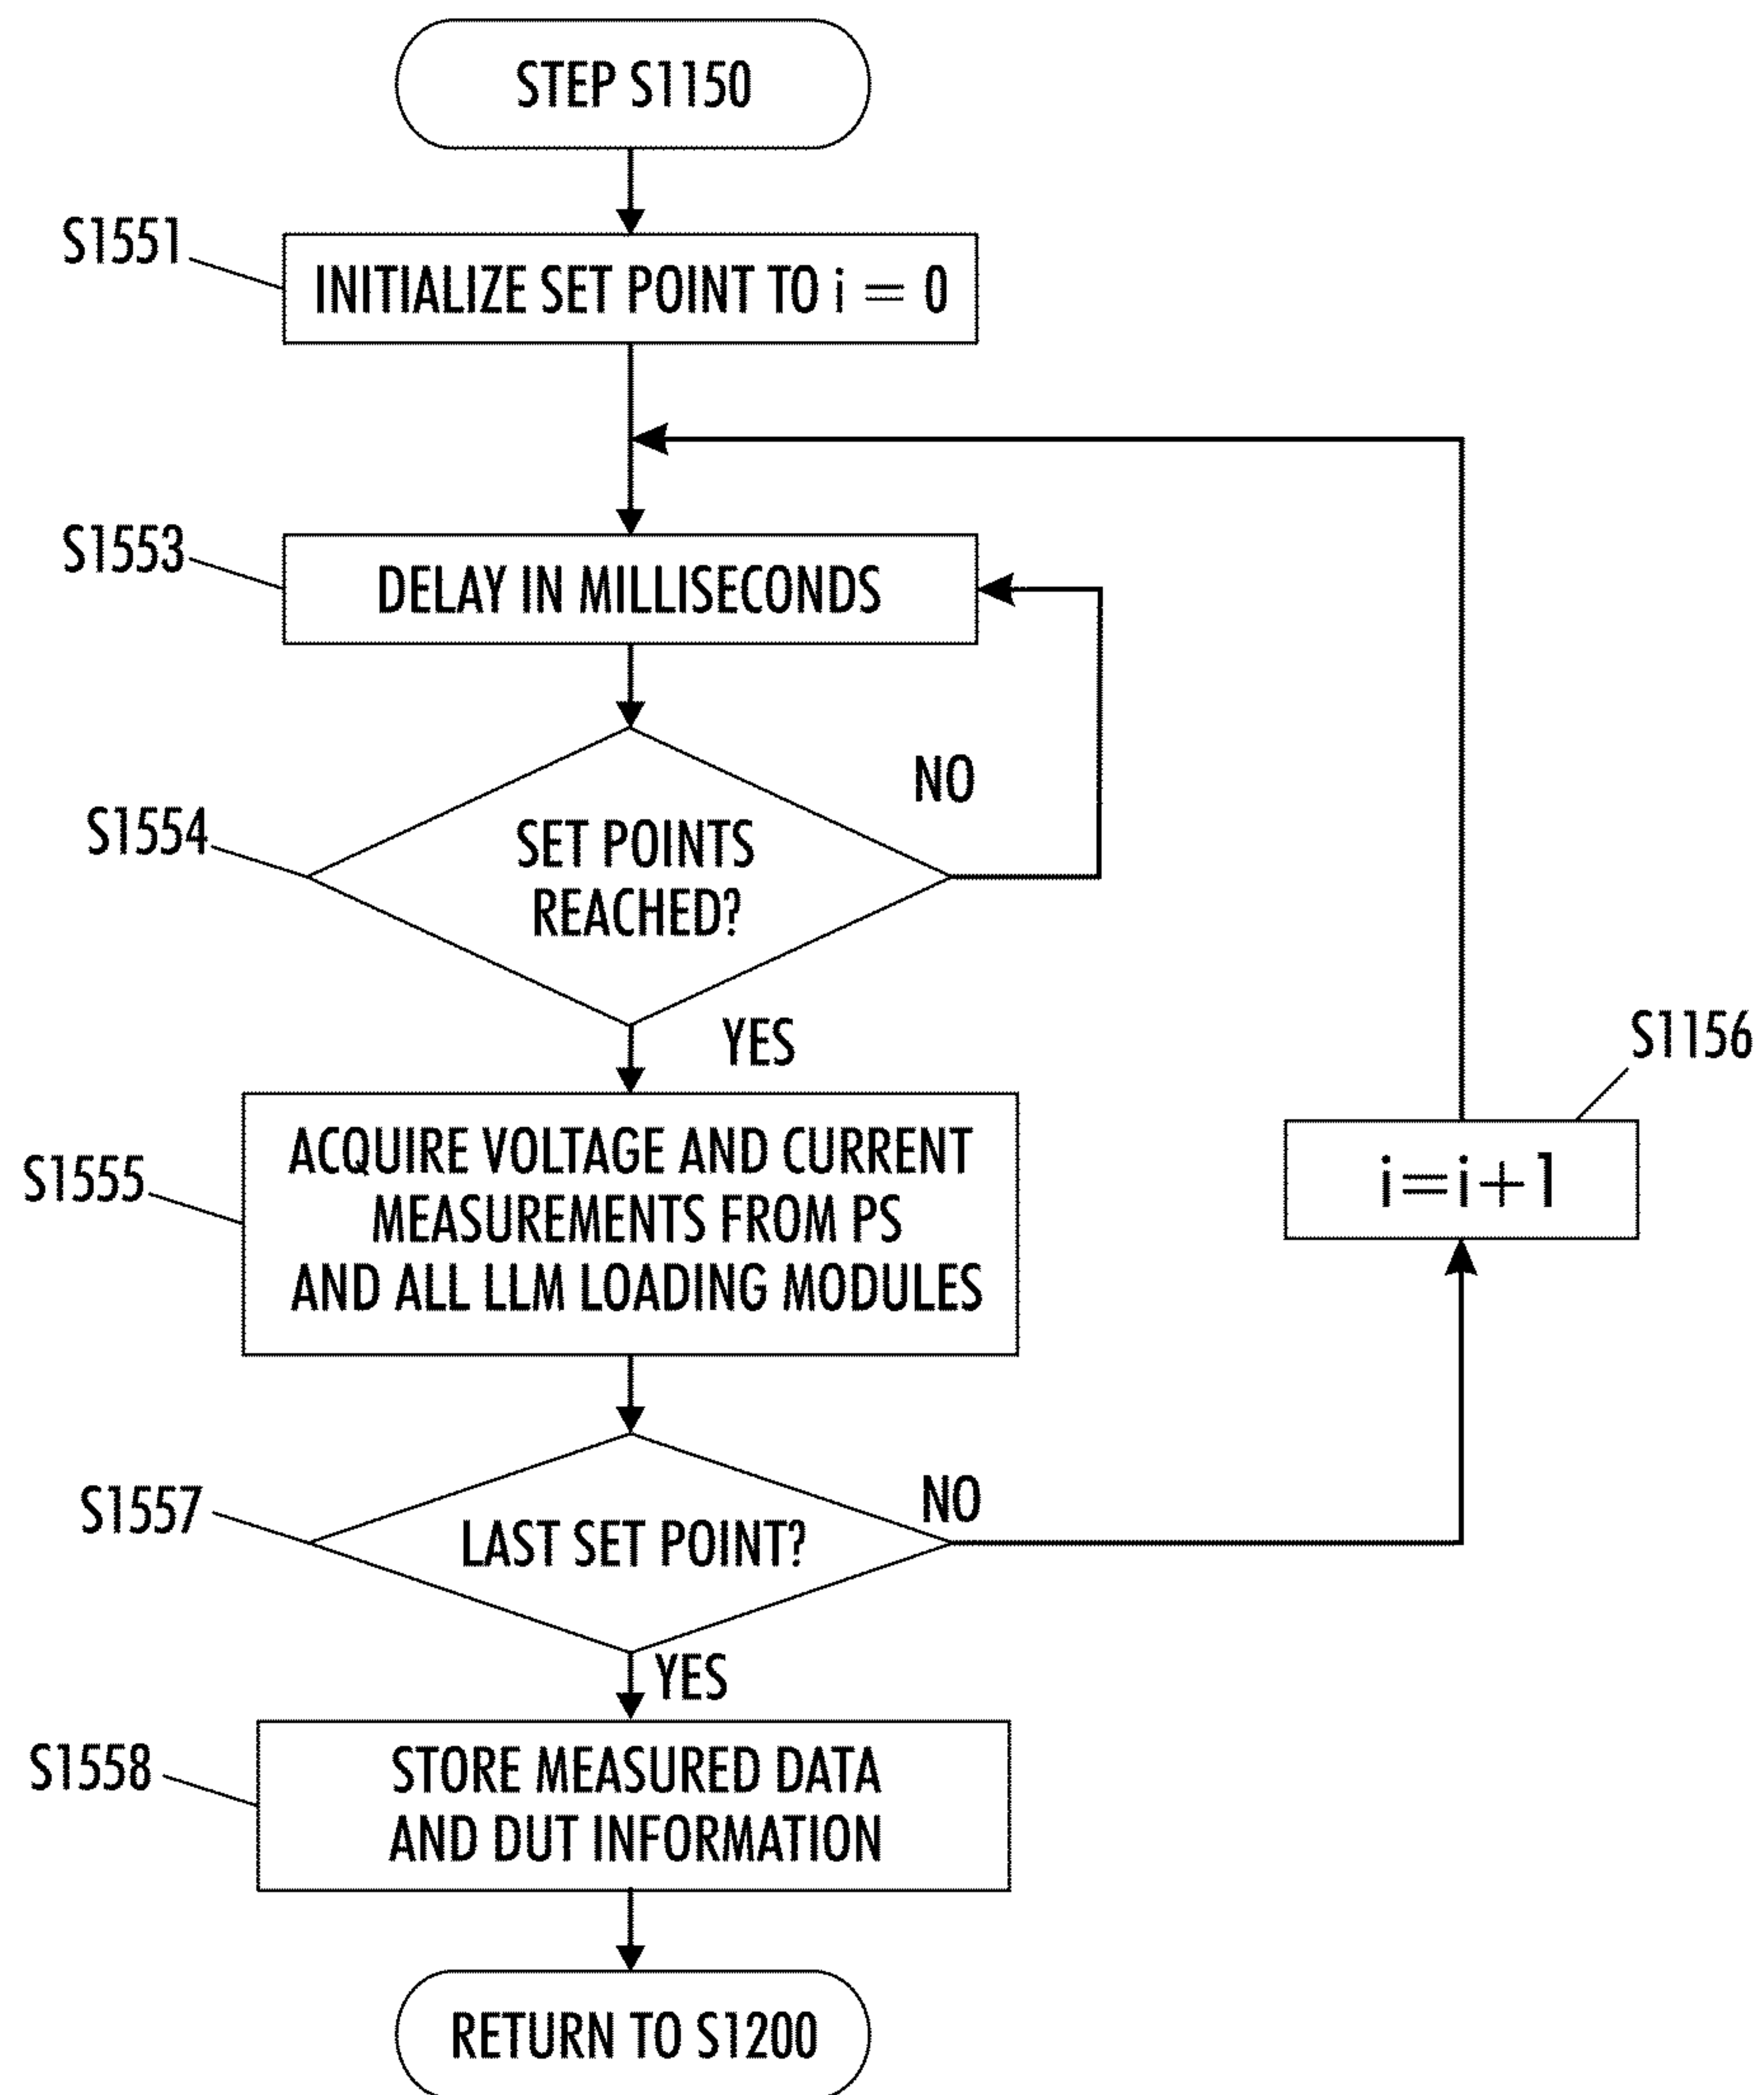 STEP S1150
S1551
INITIALIZE SET POINT TO i = 0
S1553
DELAY IN MILLISECONDS
NO
S1554
SET POINTS
REACHED?
YES
S1156
S1555
ACQUIRE VOLTAGE AND CURRENT
MEASUREMENTS FROM PS
AND ALL LLM LOADING MODULES
i=i+1
S1557
NO
LAST SET POINT?
YES
S1558
STORE MEASURED DATA
AND DUT INFORMATION
RETURN TO S1200